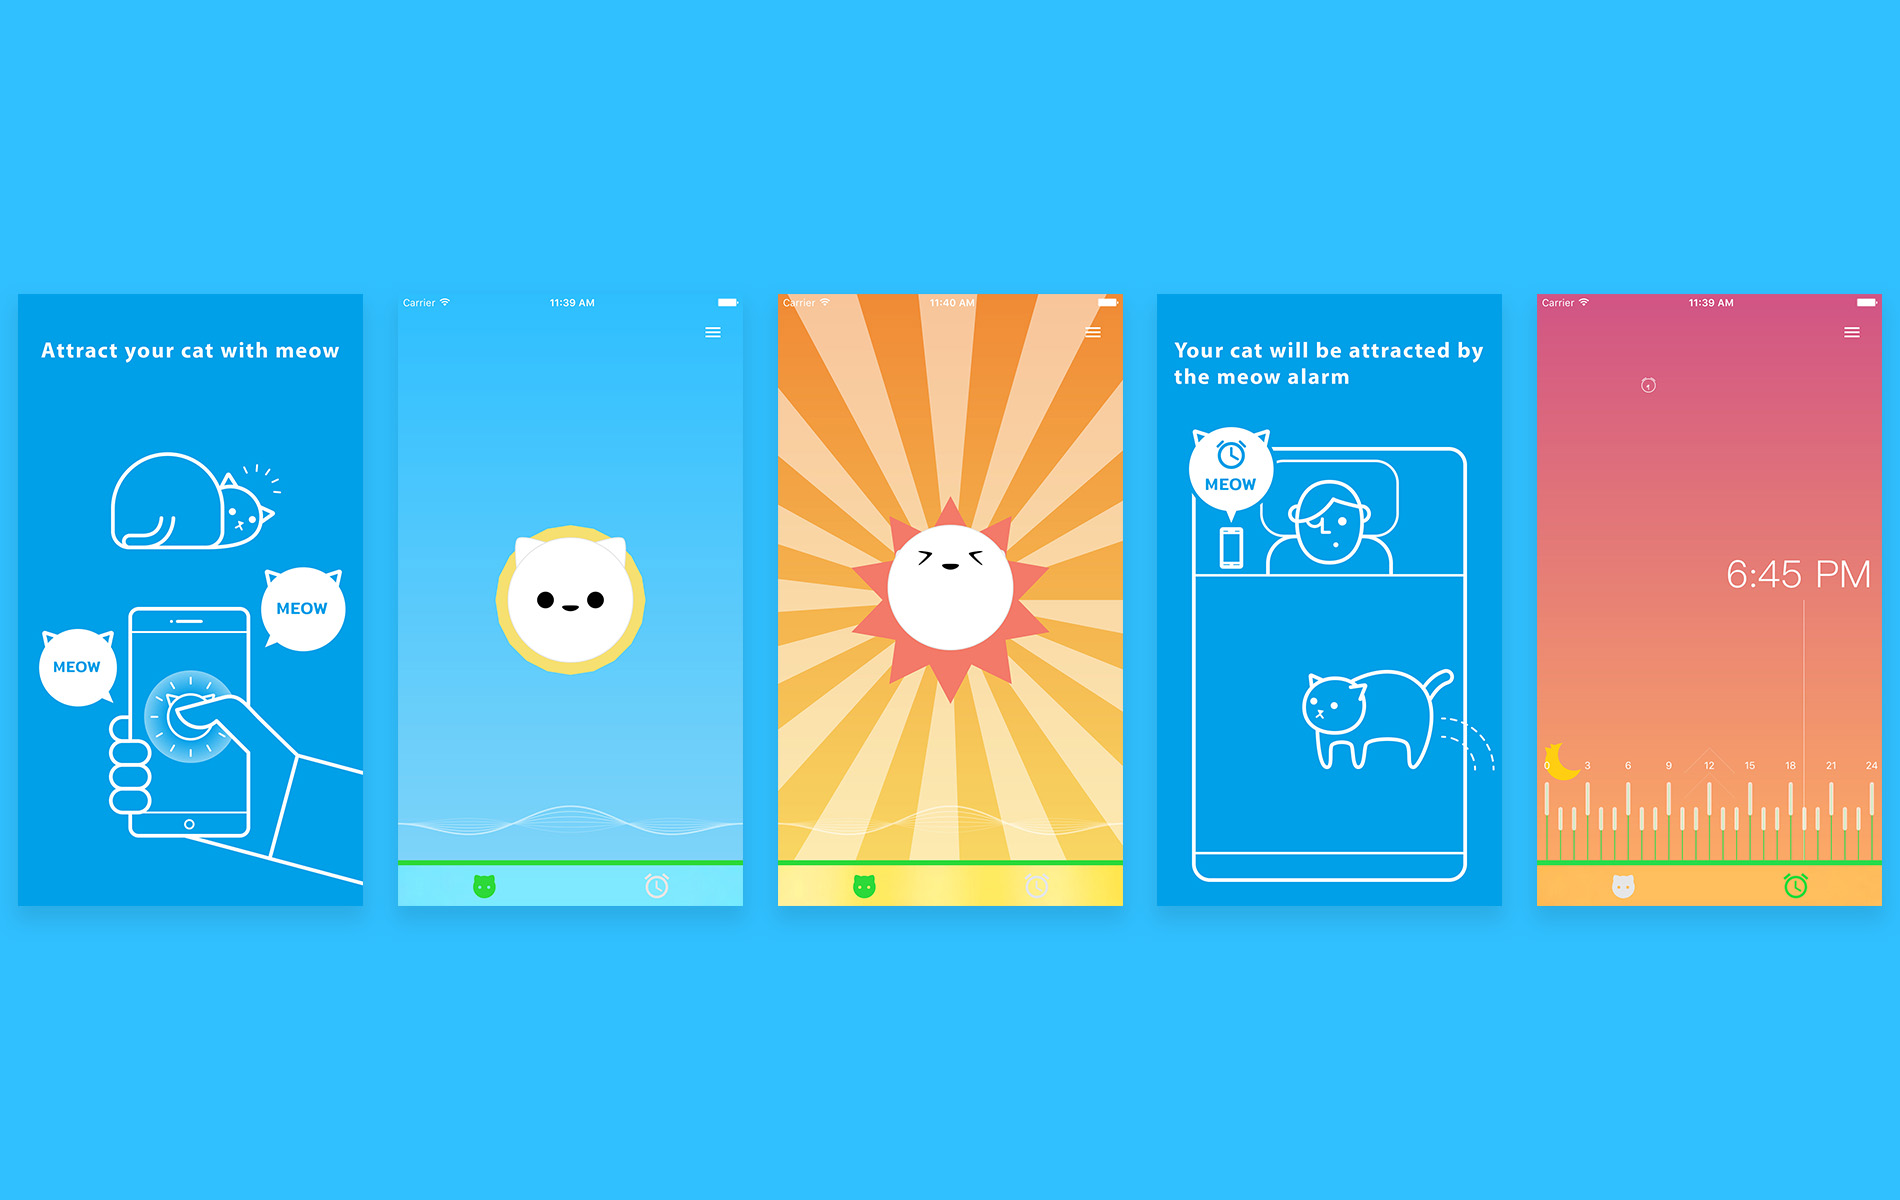 Attract your cat with meow
MEOW
MEOW
Carrier
11:39 AM
Carrier
11:40 AM
Your cat will be attracted by
the meow alarm
MEOW
Carrier
11:39 AM
6:45 PM
0 3 6 9 12 15 18 21 24